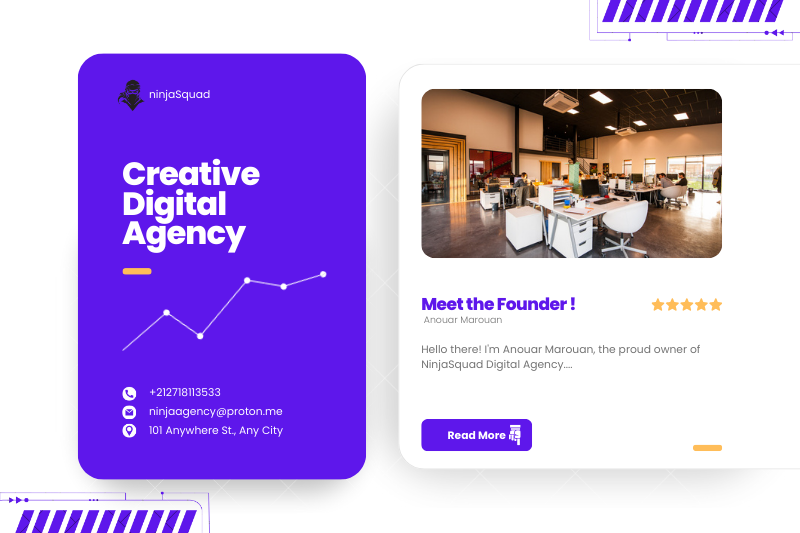 ninjaSquad
Creative
Digital
Agency
+212718113533
ninjaagency@proton.me
101 Anywhere St., Any City
Meet the Founder !
Anouar Marouan
Hello there! I'm Anouar Marouan, the proud owner of
NinjaSquad Digital Agency....
Read More